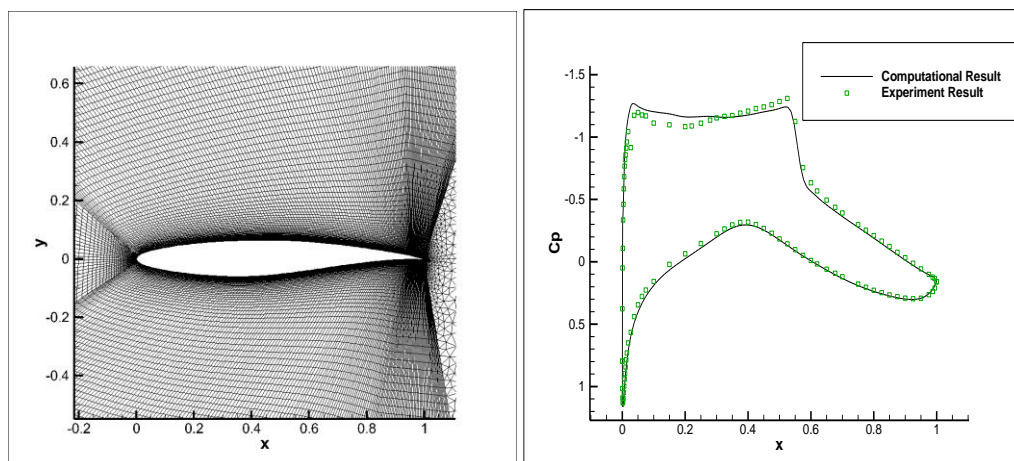 0.6
0.4
0.2
0
-0.2
-0.4
y
-0.2 0 0.2 0.4 0.6 0.8 1
x
Computational Result
Experiment Result
-1.5
-1
-0.5
0
0.5
1
Cp
0 0.2 0.4 0.6 0.8 1
x